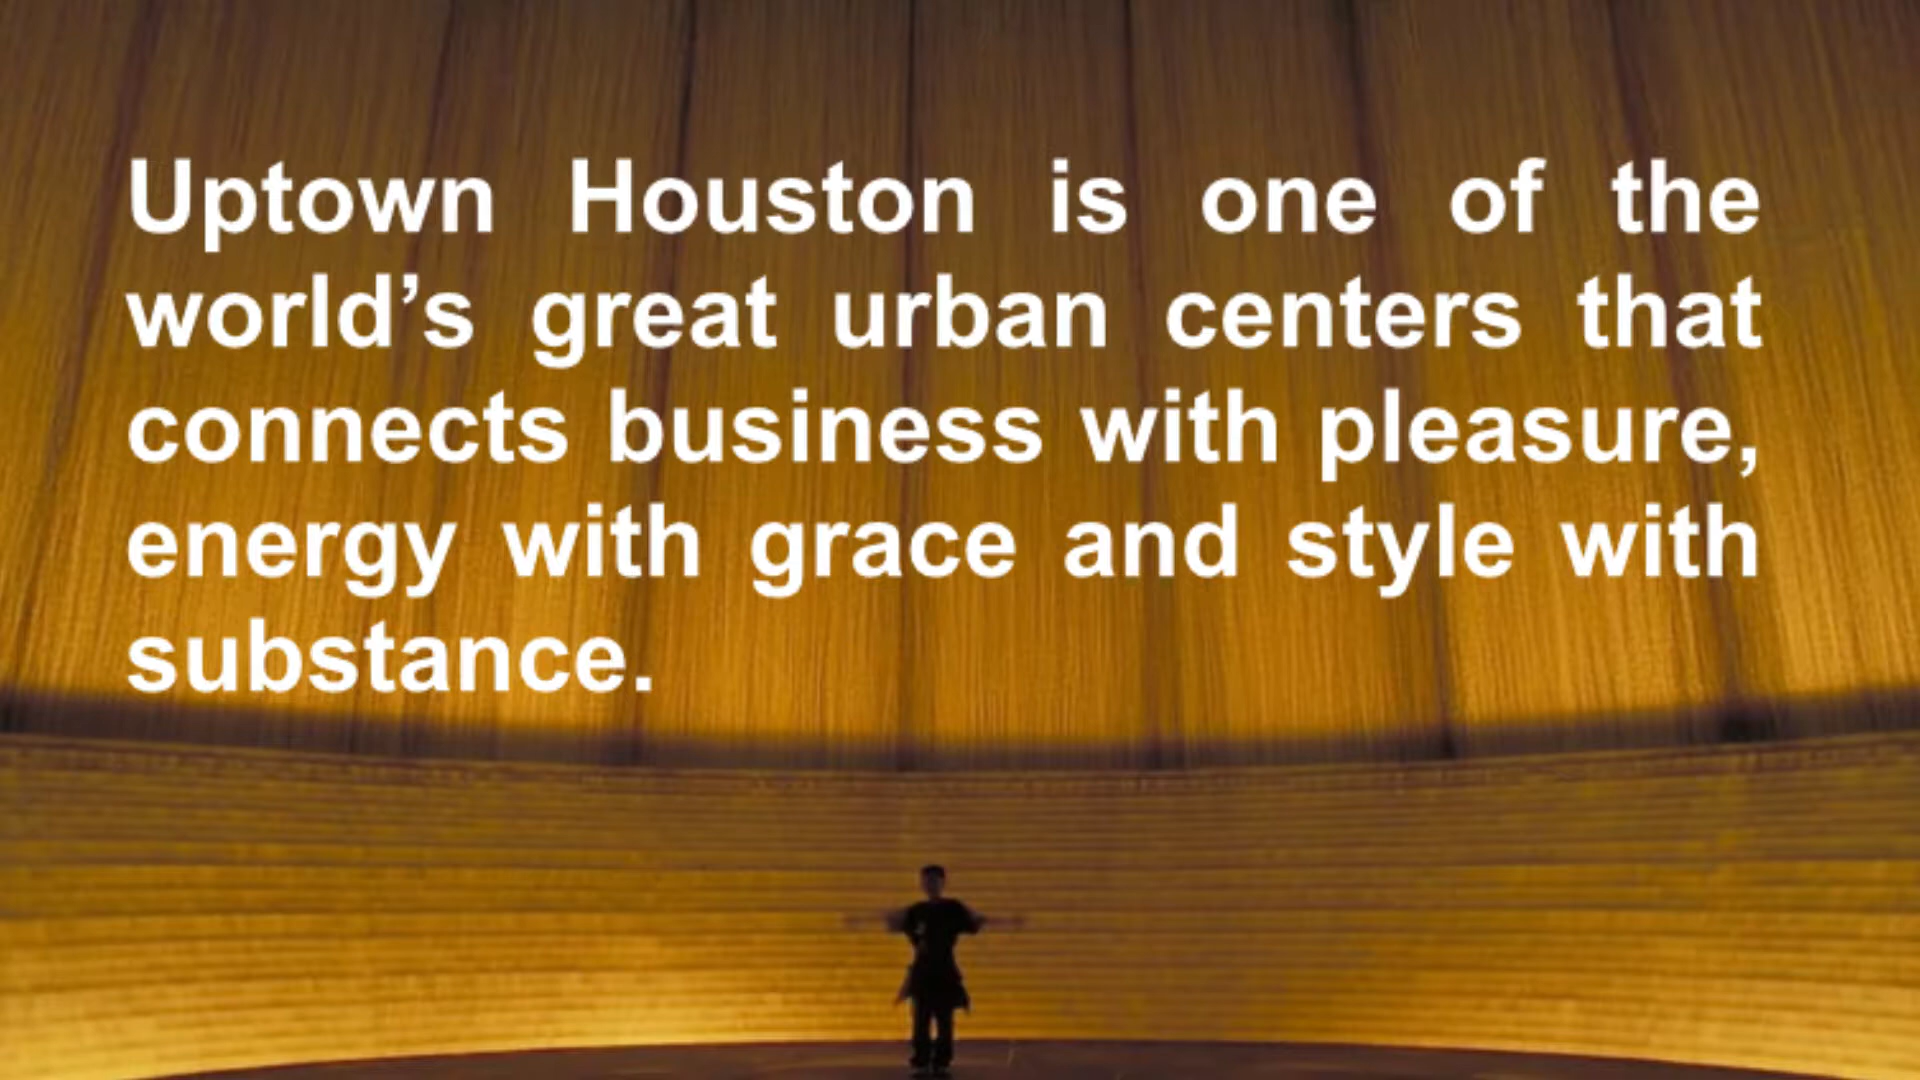 Uptown Houston is one of the
world’s great urban centers that
connects business with pleasure,
energy with grace and style with
substance.